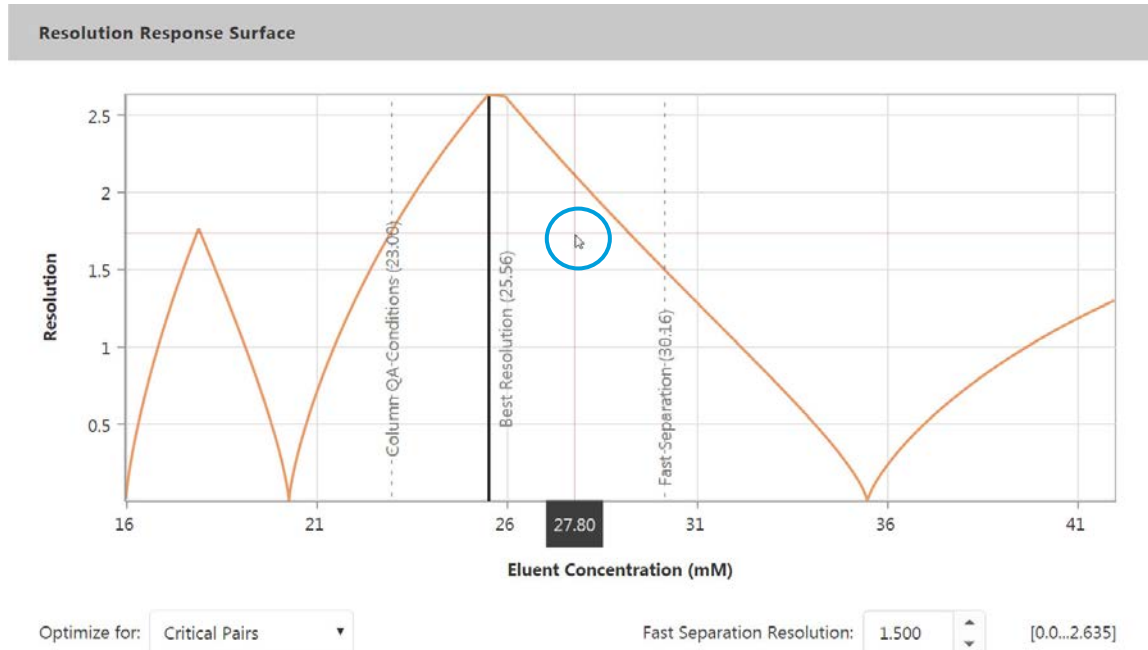 Resolution Response Surface
2.5
2
1.5
1
0.5
Resolution
Column QA Conditions (23.00)
Best Resolution (25.56)
Fast Separation (30.16)
16
21
26
27.80
31
36
41
Eluent Concentration (mM)
Optimize for: Critical Pairs
Fast Separation Resolution: 1.500 [0.0...2.635]